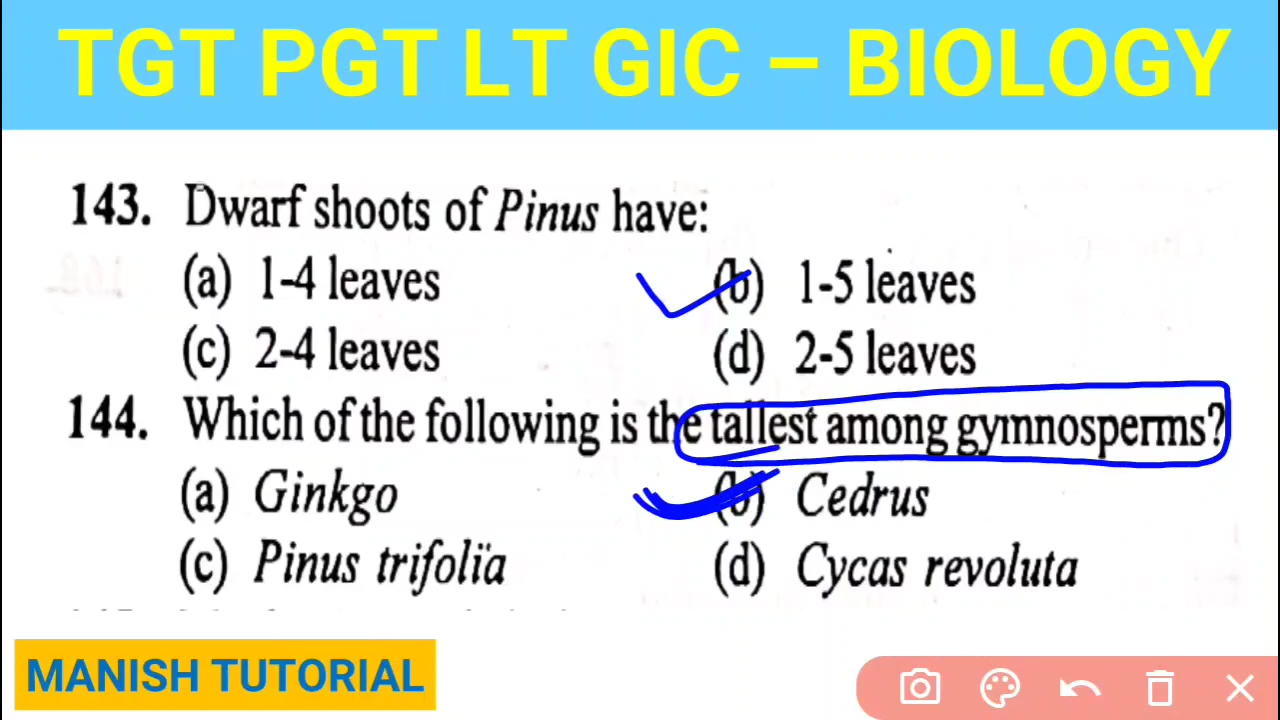 TGT PGT LT GIC – BIOLOGY
143. Dwarf shoots of Pinus have:
(a) 1-4 leaves (b) 1-5 leaves
(c) 2-4 leaves (d) 2-5 leaves
144. Which of the following is the tallest among gymnosperms?
(a) Ginkgo (b) Cedrus
(c) Pinus trifolia (d) Cycas revoluta
MANISH TUTORIAL